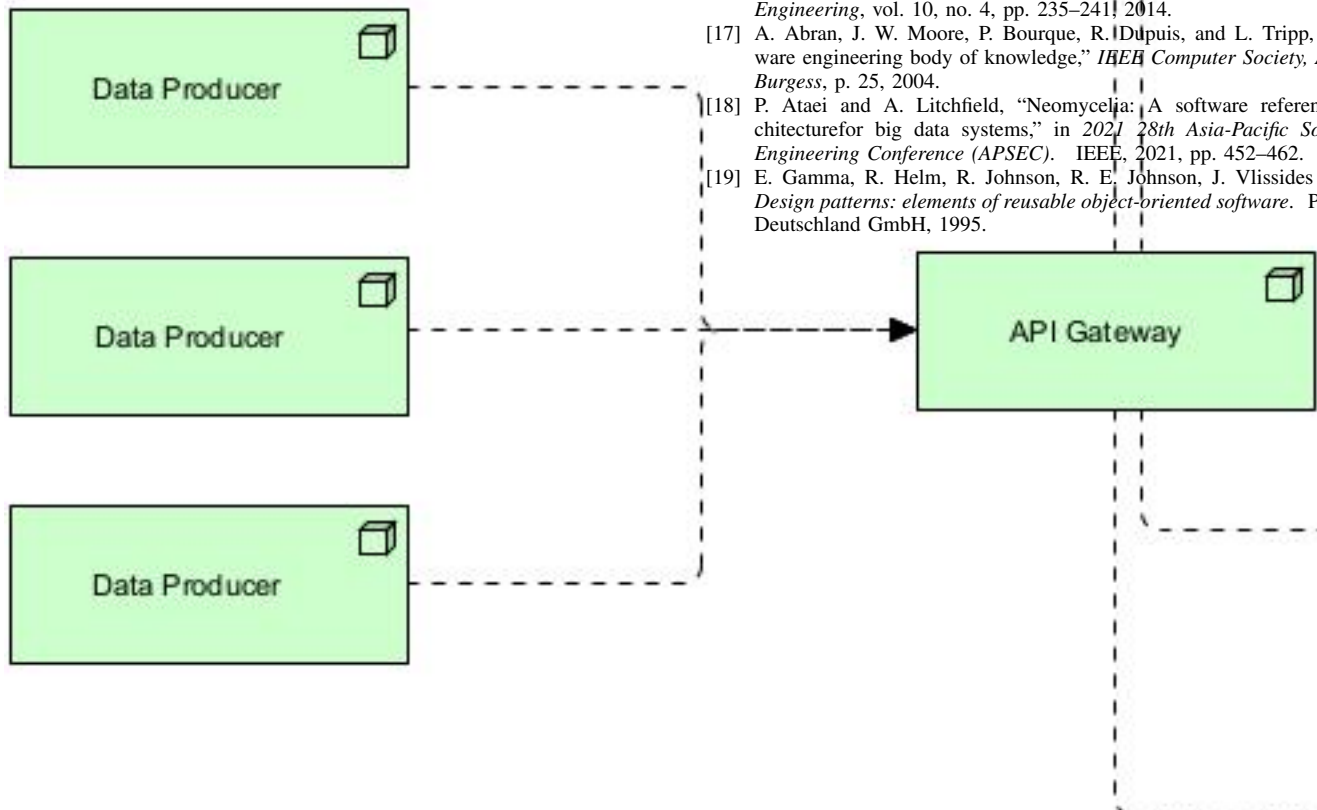 Engineering, vol. 10, no. 4, pp. 235–241, 2014.
[17] A. Abran, J. W. Moore, P. Bourque, R. Dupuis, and L. Tripp,
ware engineering body of knowledge,” IEEE Computer Society,
Burgess, p. 25, 2004.
[18] P. Ataei and A. Litchfield, “Neomycelia: A software referen
chitecturefor big data systems,” in 2021 28th Asia-Pacific So
Engineering Conference (APSEC). IEEE, 2021, pp. 452–462.
[19] E. Gamma, R. Helm, R. Johnson, R. E. Johnson, J. Vlissides
Design patterns: elements of reusable object-oriented software. P
Deutschland GmbH, 1995.
Data Producer
Data Producer
API Gateway
Data Producer